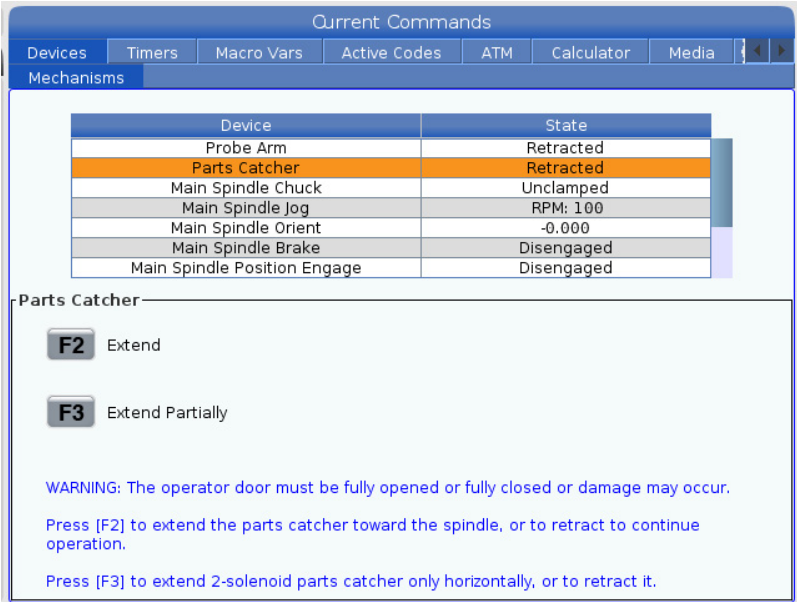 Current Commands
Devices Timers Macro Vars Active Codes ATM Calculator Media
Mechanisms
Device State
Probe Arm Retracted
Parts Catcher Retracted
Main Spindle Chuck Unclamped
Main Spindle Jog RPM: 100
Main Spindle Orient -0.000
Main Spindle Brake Disengaged
Main Spindle Position Engage Disengaged
Parts Catcher
F2 Extend
F3 Extend Partially
WARNING: The operator door must be fully opened or fully closed or damage may occur.
Press [F2] to extend the parts catcher toward the spindle, or to retract to continue
operation.
Press [F3] to extend 2-solenoid parts catcher only horizontally, or to retract it.